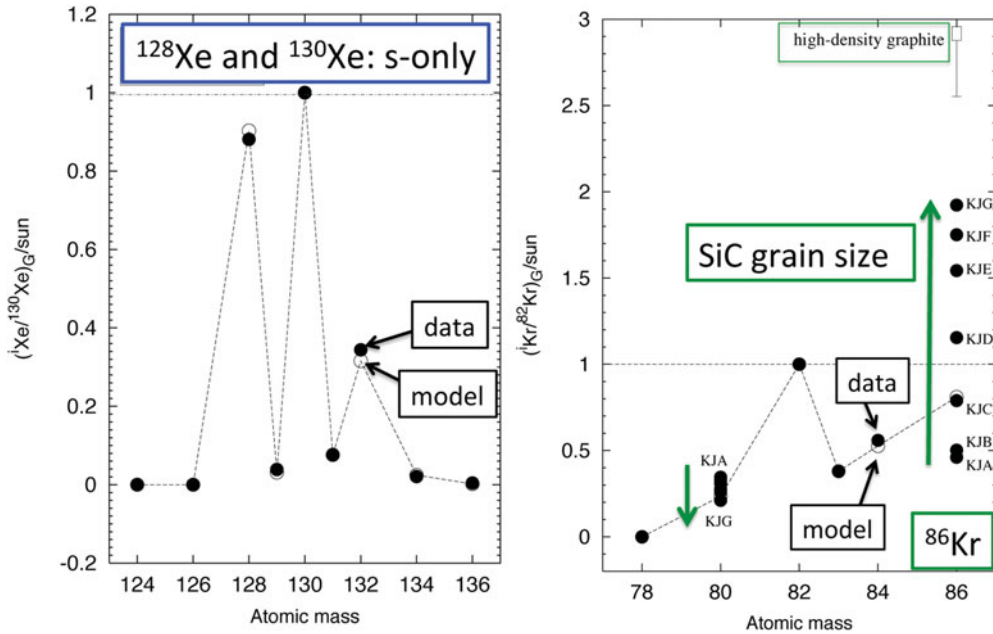 1.2
1
0.8
0.6
0.4
0.2
0
-0.2
(ⁱXe/¹³⁰Xe)G/sun
¹²⁸Xe and ¹³⁰Xe: s-only
data
model
124 126 128 130 132 134 136
Atomic mass
3
2.5
2
1.5
1
0.5
0
(ⁱKr/⁸²Kr)G/sun
high-density graphite
SiC grain size
KJG
KJF
KJE
KJD
KJC
KJB
KJA
data
model
KJA
KJG
⁸⁶Kr
78 80 82 84 86
Atomic mass